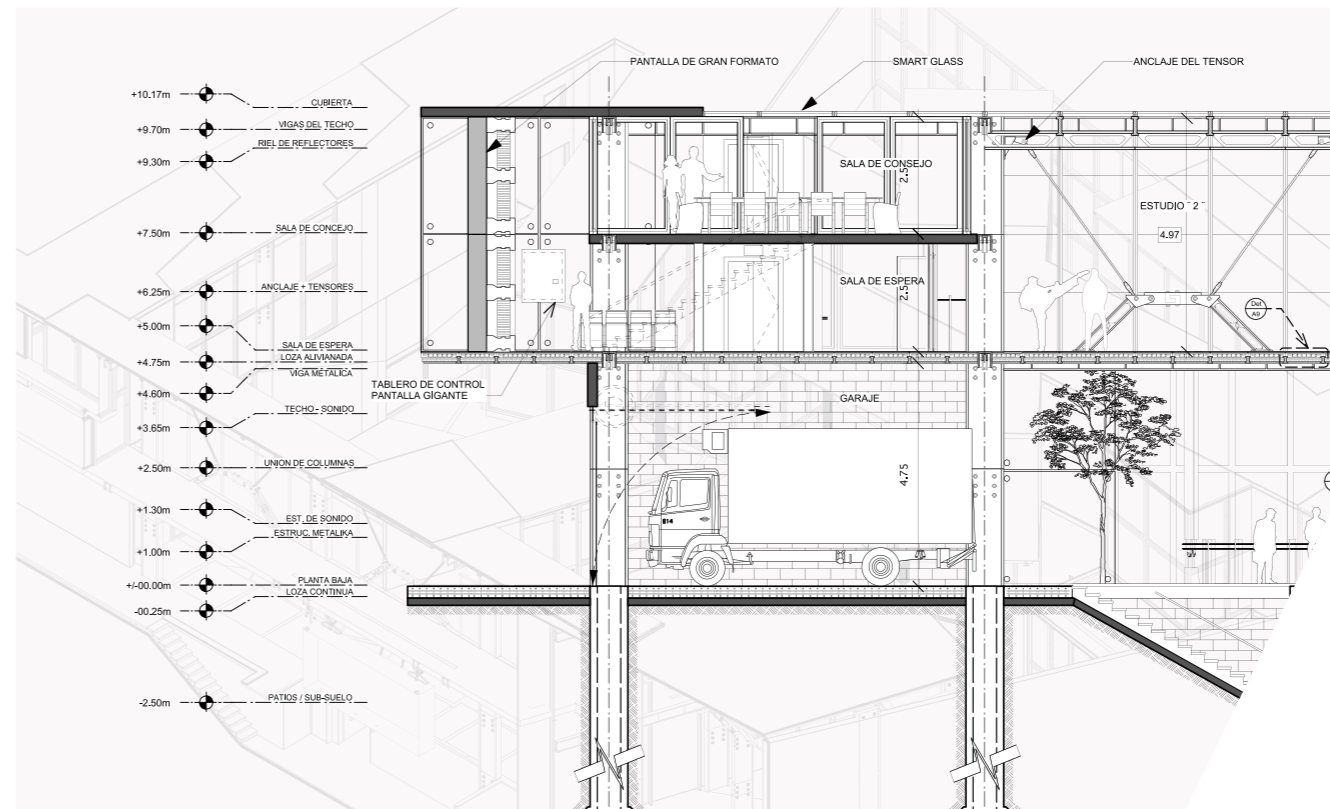 PANTALLA DE GRAN FORMATO
SMART GLASS
ANCLAJE DEL TENSOR
+10.17m
CUBIERTA
+9.70m
VIGAS DEL TECHO
RIEL DE REFLECTORES
+9.30m
SALA DE CONSEJO
2.5
ESTUDIO 2
4.97
+7.50m
SALA DE CONCEJO
SALA DE ESPERA
2.5
+6.25m
ANCLAJE + TENSORES
Det
A9
+5.00m
SALA DE ESPERA
+4.75m
LOZA ALIVIANADA
VIGA METALICA
+4.60m
TABLERO DE CONTROL
PANTALLA GIGANTE
GARAJE
TECHO - SONIDO
+3.65m
+2.50m
UNION DE COLUMNAS
4.75
814
+1.30m
EST. DE SONIDO
ESTRUC. METALIKA
+1.00m
+/-00.00m
PLANTA BAJA
LOZA CONTINUA
-00.25m
-2.50m
PATIOS / SUB-SUELO